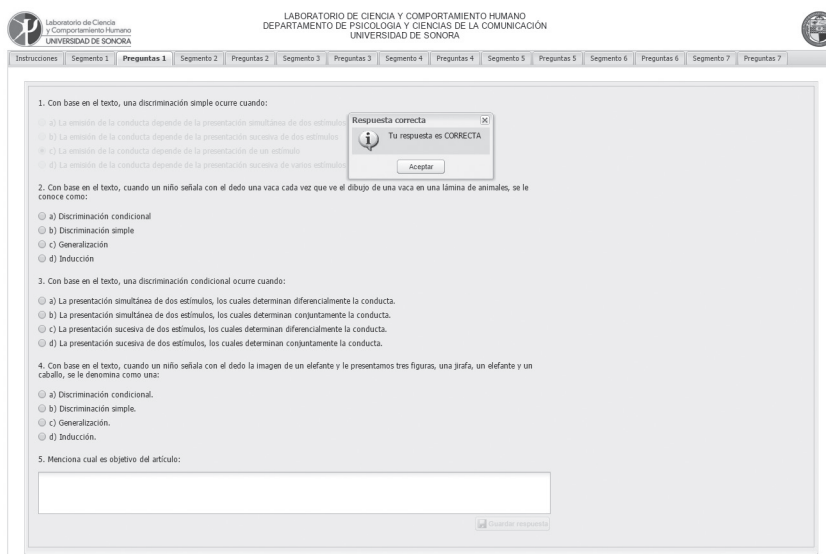 Laboratorio de Ciencia
y Comportamiento Humano
UNIVERSIDAD DE SONORA
LABORATORIO DE CIENCIA Y COMPORTAMIENTO HUMANO
DEPARTAMENTO DE PSICOLOGIA Y CIENCIAS DE LA COMUNICACIÓN
UNIVERSIDAD DE SONORA
Instrucciones Segmento 1 Preguntas 1 Segmento 2 Preguntas 2 Segmento 3 Preguntas 3 Segmento 4 Preguntas 4 Segmento 5 Preguntas 5 Segmento 6 Preguntas 6 Segmento 7 Preguntas 7
1. Con base en el texto, una discriminación simple ocurre cuando:
a) La emisión de la conducta depende de la presentación simultánea de dos estímulos
b) La emisión de la conducta depende de la presentación sucesiva de dos estímulos
c) La emisión de la conducta depende de la presentación de un estímulo
d) La emisión de la conducta depende de la presentación sucesiva de varios estímulos
Respuesta correcta
Tu respuesta es CORRECTA
Aceptar
2. Con base en el texto, cuando un niño señala con el dedo una vaca cada vez que ve el dibujo de una vaca en una lámina de animales, se le
conoce como:
a) Discriminación condicional
b) Discriminación simple
c) Generalización
d) Inducción
3. Con base en el texto, una discriminación condicional ocurre cuando:
a) La presentación simultánea de dos estímulos, los cuales determinan diferencialmente la conducta.
b) La presentación simultánea de dos estímulos, los cuales determinan conjuntamente la conducta.
c) La presentación sucesiva de dos estímulos, los cuales determinan diferencialmente la conducta.
d) La presentación sucesiva de dos estímulos, los cuales determinan conjuntamente la conducta.
4. Con base en el texto, cuando un niño señala con el dedo la imagen de un elefante y le presentamos tres figuras, una jirafa, un elefante y un
caballo, se le denomina como una:
a) Discriminación condicional.
b) Discriminación simple.
c) Generalización.
d) Inducción.
5. Menciona cual es objetivo del artículo:
Guardar respuesta